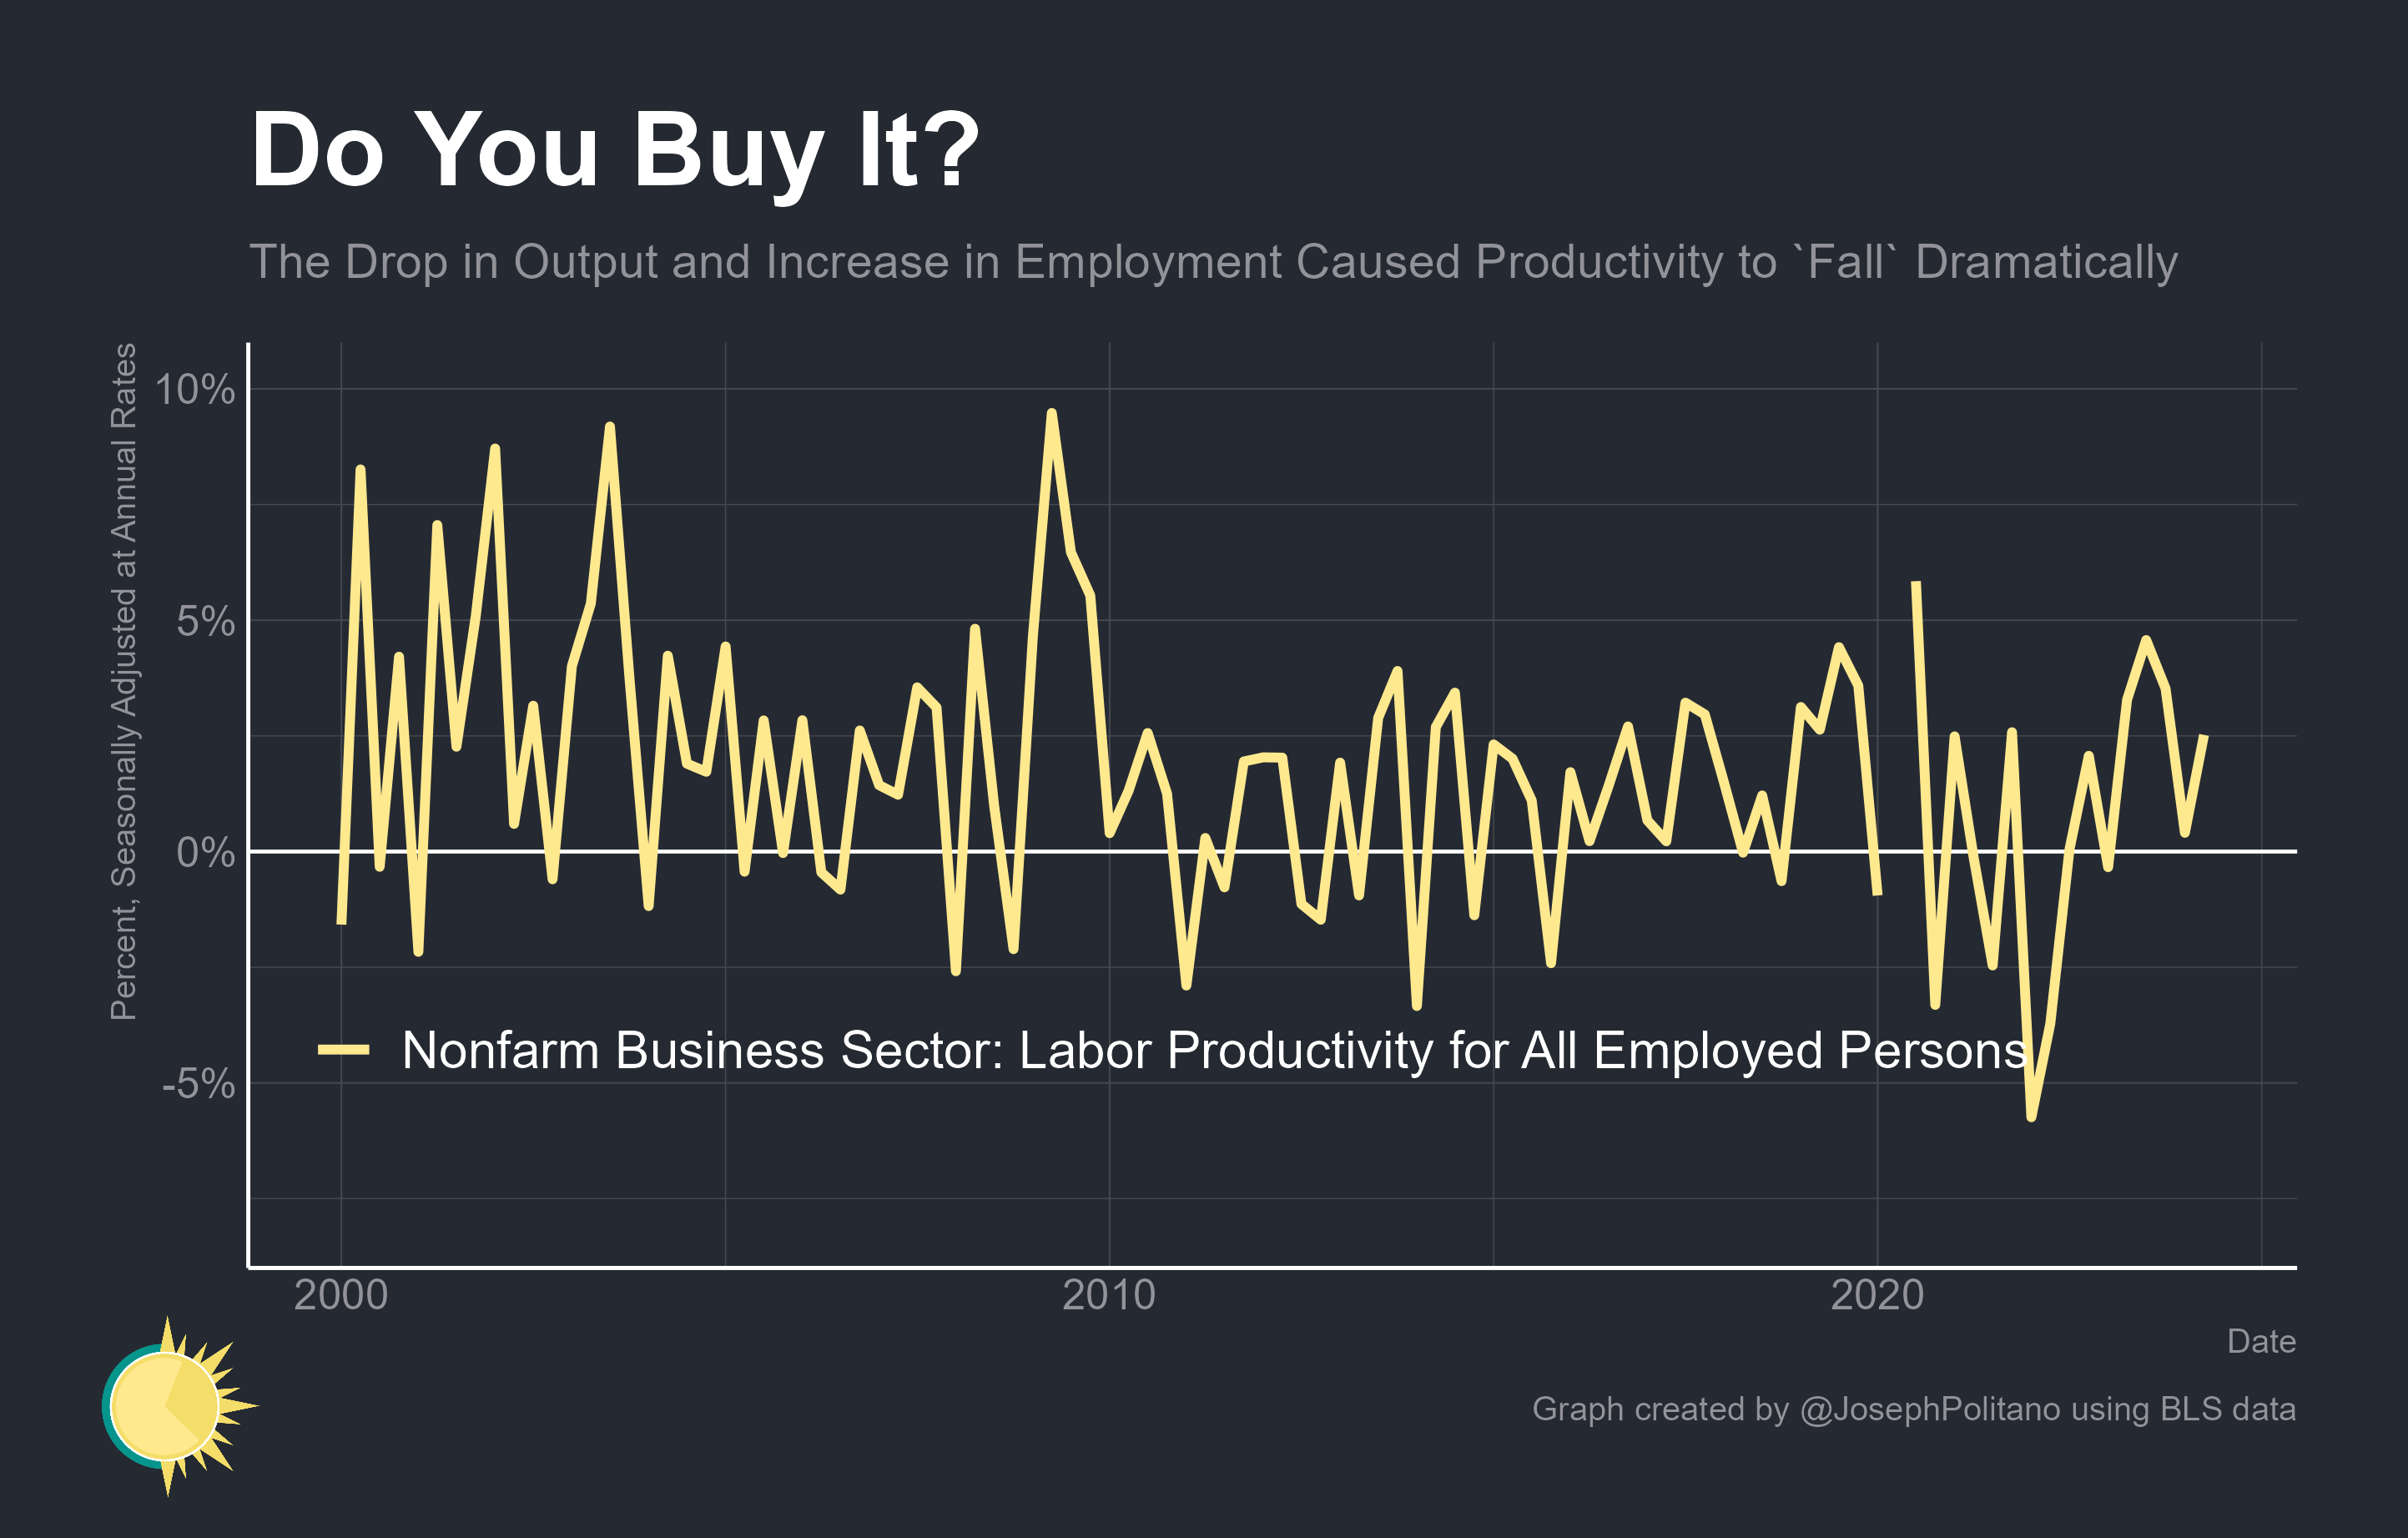 Do You Buy It?
The Drop in Output and Increase in Employment Caused Productivity to `Fall` Dramatically
Percent, Seasonally Adjusted at Annual Rates
10%
5%
0%
-5%
Nonfarm Business Sector: Labor Productivity for All Employed Persons
2000
2010
2020
Date
Graph created by @JosephPolitano using BLS data